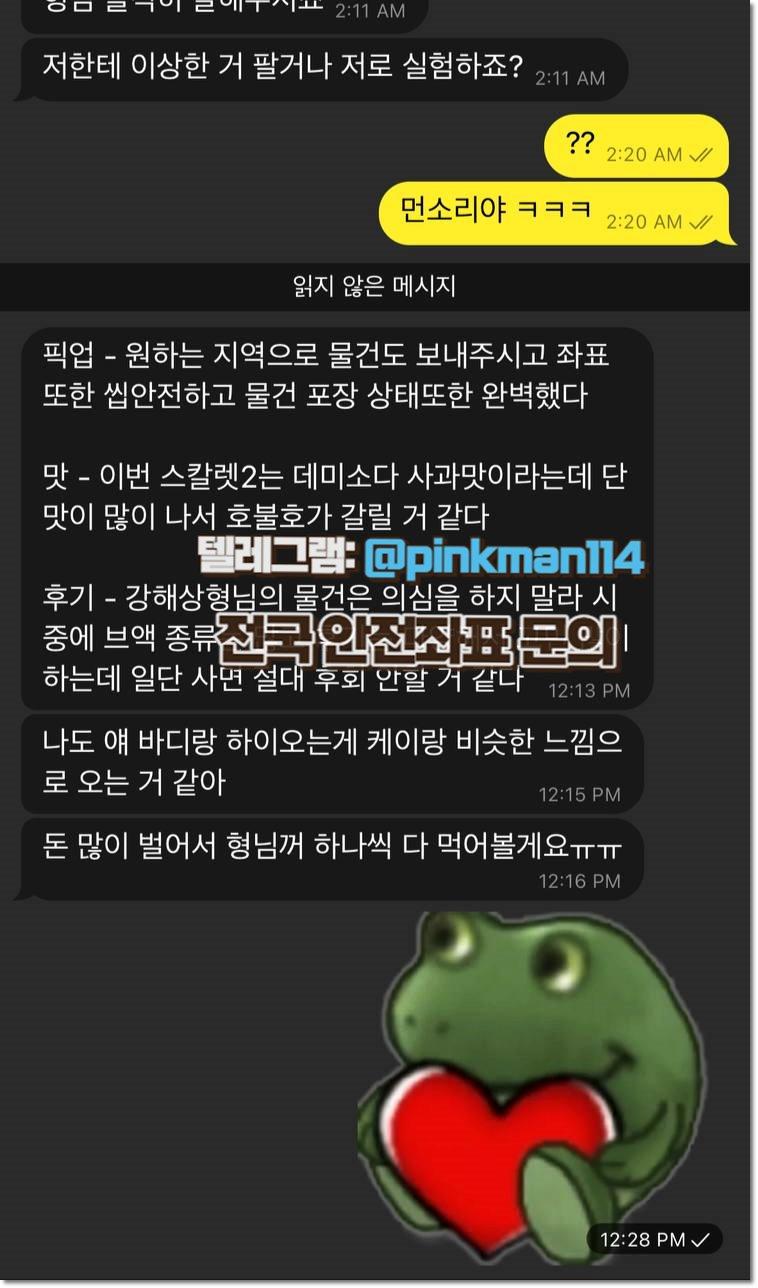 2:11 AM
저한테 이상한 거 팔거나 저로 실험하죠? 2:11 AM
?? 2:20 AM
먼소리야 ㅋㅋㅋ 2:20 AM
읽지 않은 메시지
픽업 - 원하는 지역으로 물건도 보내주시고 좌표
또한 씹안전하고 물건 포장 상태또한 완벽했다
맛 - 이번 스칼렛2는 데미소다 사과맛이라는데 단
맛이 많이 나서 호불호가 갈릴 거 같다
텔레그램: @pinkman114
후기 - 강해상형님의 물건은 의심을 하지 말라 시
중에 브액 종류
전국 안전좌표 문의
하는데 일단 사면 절대 후회 안할 거 같다 12:13 PM
나도 얘 바디랑 하이오는게 케이랑 비슷한 느낌으
로 오는 거 같아 12:15 PM
돈 많이 벌어서 형님꺼 하나씩 다 먹어볼게요ㅠㅠ
12:16 PM
12:28 PM